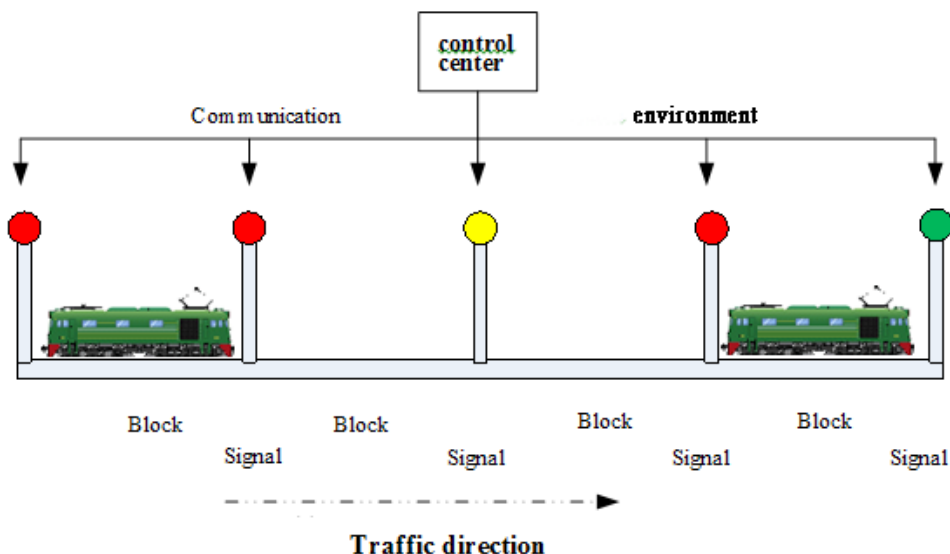 control
center
Communication
environment
Block
Block
Block
Block
Signal
Signal
Signal
Signal
Traffic direction